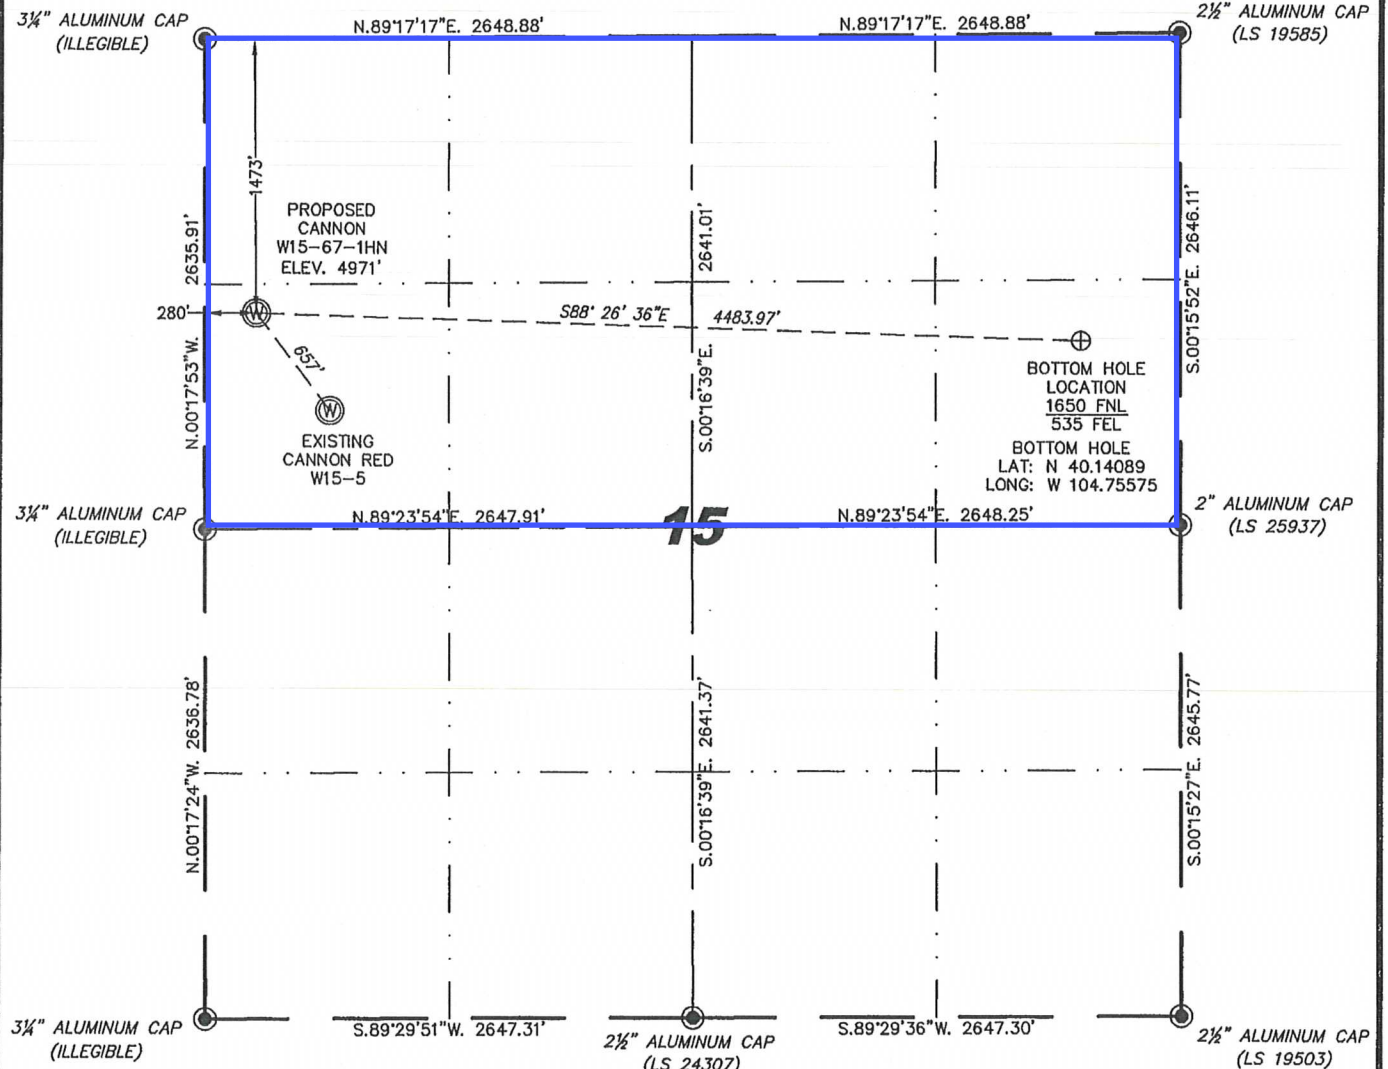 3¼" ALUMINUM CAP
(ILLEGIBLE)
N.89°17'17"E. 2648.88'
N.89°17'17"E. 2648.88'
2½" ALUMINUM CAP
(LS 19585)
1473'
PROPOSED
CANNON
W15-67-1HN
ELEV. 4971'
2635.91'
N.00°17'53"W.
2641.01'
S.00°16'39"E.
S.00°15'52"E. 2646.11'
280'
W
S88° 26' 36"E 4483.97'
657'
W
EXISTING
CANNON RED
W15-5
BOTTOM HOLE
LOCATION
1650 FNL
535 FEL
BOTTOM HOLE
LAT: N 40.14089
LONG: W 104.75575
3¼" ALUMINUM CAP
(ILLEGIBLE)
N.89°23'54"E. 2647.91'
15
N.89°23'54"E. 2648.25'
2" ALUMINUM CAP
(LS 25937)
N.00°17'24"W. 2636.78'
S.00°16'39"E. 2641.37'
S.00°15'27"E. 2645.77'
3¼" ALUMINUM CAP
(ILLEGIBLE)
S.89°29'51"W. 2647.31'
2½" ALUMINUM CAP
(LS 24307)
S.89°29'36"W. 2647.30'
2½" ALUMINUM CAP
(LS 19503)